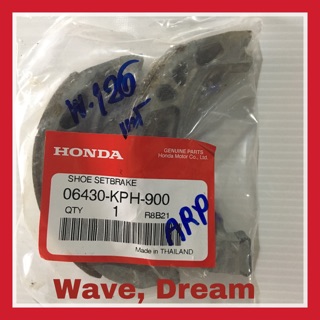 W.125
HONDA
GENUINE PARTS
Honda Motor Co., Ltd.
SHOE SETBRAKE
06430-KPH-900
QTY 1 R8B21
ARP
Made in THAILAND
Wave, Dream